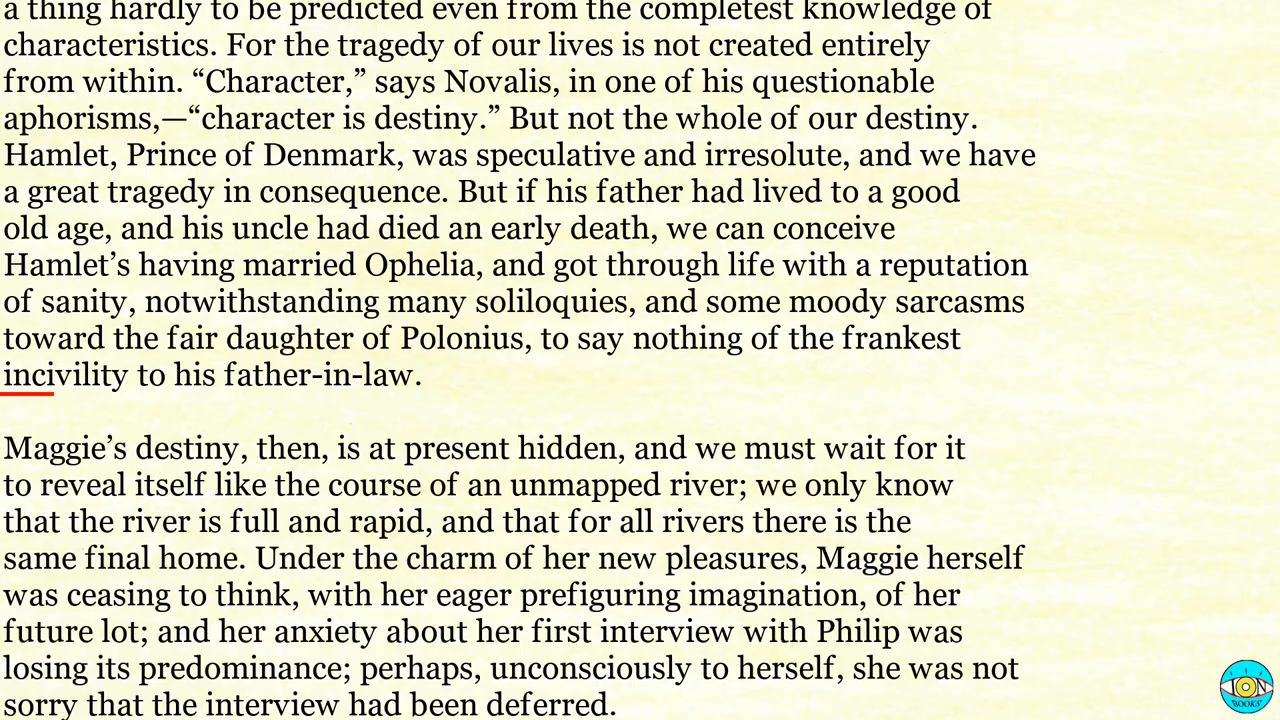 a thing hardly to be predicted even from the completest knowledge of
characteristics. For the tragedy of our lives is not created entirely
from within. “Character,” says Novalis, in one of his questionable
aphorisms,—“character is destiny.” But not the whole of our destiny.
Hamlet, Prince of Denmark, was speculative and irresolute, and we have
a great tragedy in consequence. But if his father had lived to a good
old age, and his uncle had died an early death, we can conceive
Hamlet’s having married Ophelia, and got through life with a reputation
of sanity, notwithstanding many soliloquies, and some moody sarcasms
toward the fair daughter of Polonius, to say nothing of the frankest
incivility to his father-in-law.
Maggie’s destiny, then, is at present hidden, and we must wait for it
to reveal itself like the course of an unmapped river; we only know
that the river is full and rapid, and that for all rivers there is the
same final home. Under the charm of her new pleasures, Maggie herself
was ceasing to think, with her eager prefiguring imagination, of her
future lot; and her anxiety about her first interview with Philip was
losing its predominance; perhaps, unconsciously to herself, she was not
sorry that the interview had been deferred.
ION
BOOKS